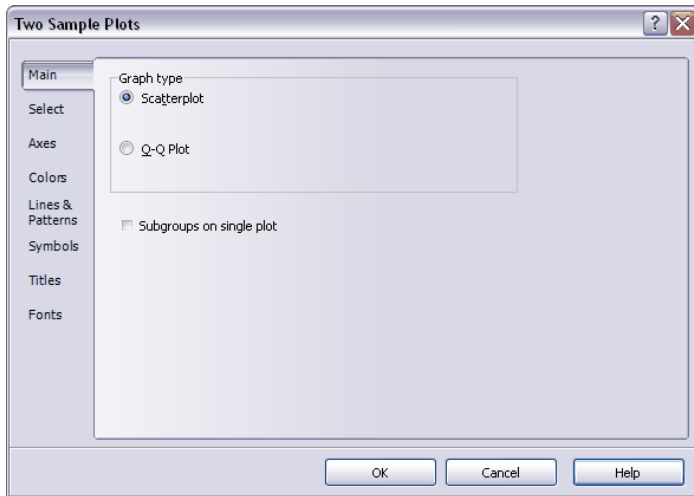 Two Sample Plots
Main
Select
Axes
Colors
Lines &
Patterns
Symbols
Titles
Fonts
Graph type
Scatterplot
Q-Q Plot
Subgroups on single plot
OK
Cancel
Help